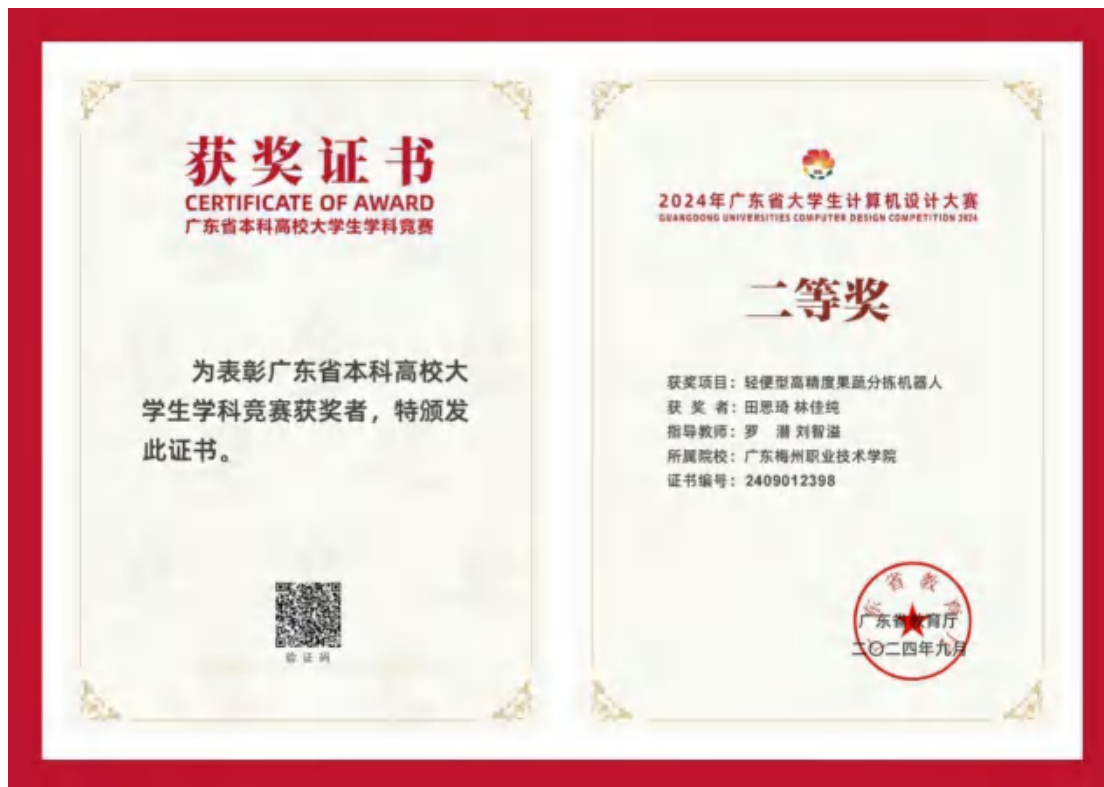 获奖证书
CERTIFICATE OF AWARD
广东省本科高校大学生学科竞赛
为表彰广东省本科高校大
学生学科竞赛获奖者，特颁发
此证书。
验证码
2024年广东省大学生计算机设计大赛
GUANGDONG UNIVERSITIES COMPUTER DESIGN COMPETITION 2024
二等奖
获奖项目：轻便型高精度果蔬分拣机器人
获 奖 者：田思琦 林佳纯
指导教师：罗 潜 刘智溢
所属院校：广东梅州职业技术学院
证书编号：2409012398
广东省教育厅
二〇二四年九月